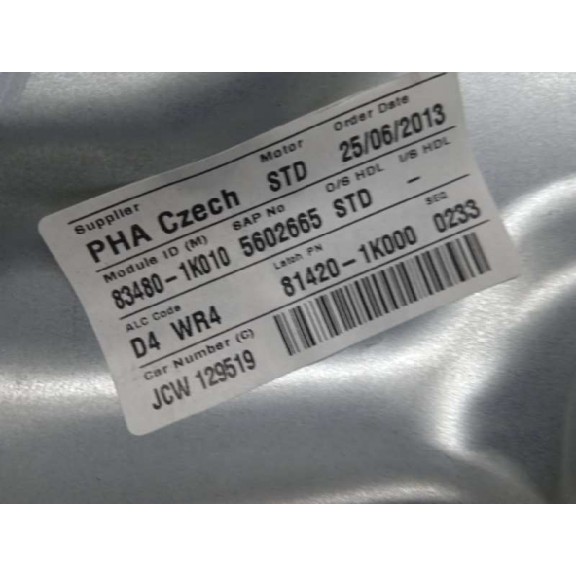 Supplier Motor Order Date
PHA Czech STD 25/06/2013
Module ID (M) SAP No O/S HDL I/S HDL
83480-1K010 5602665 STD -
ALC Code Latch PN SEQ
D4 WR4 81420-1K000 0233
Car Number (C)
JCW 129519